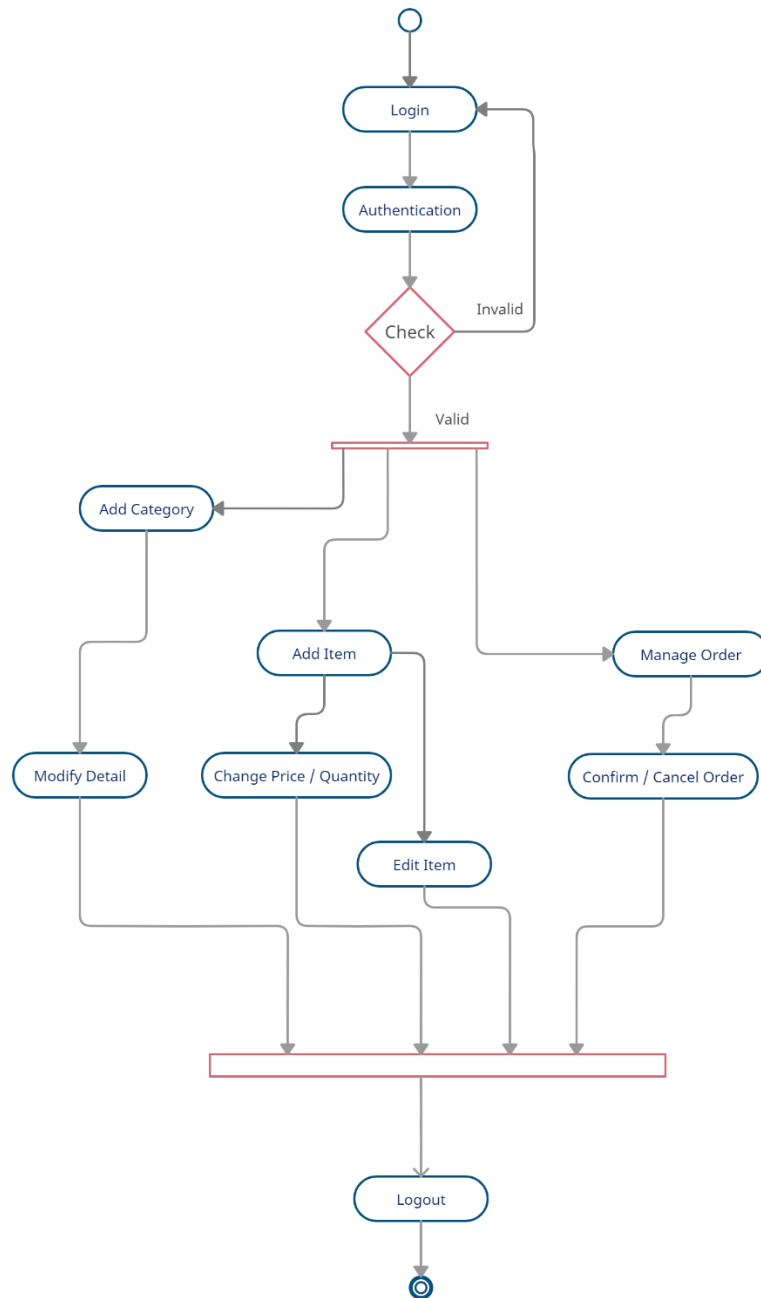 Login
Authentication
Invalid
Check
Valid
Add Category
Add Item
Manage Order
Modify Detail
Change Price / Quantity
Confirm / Cancel Order
Edit Item
Logout